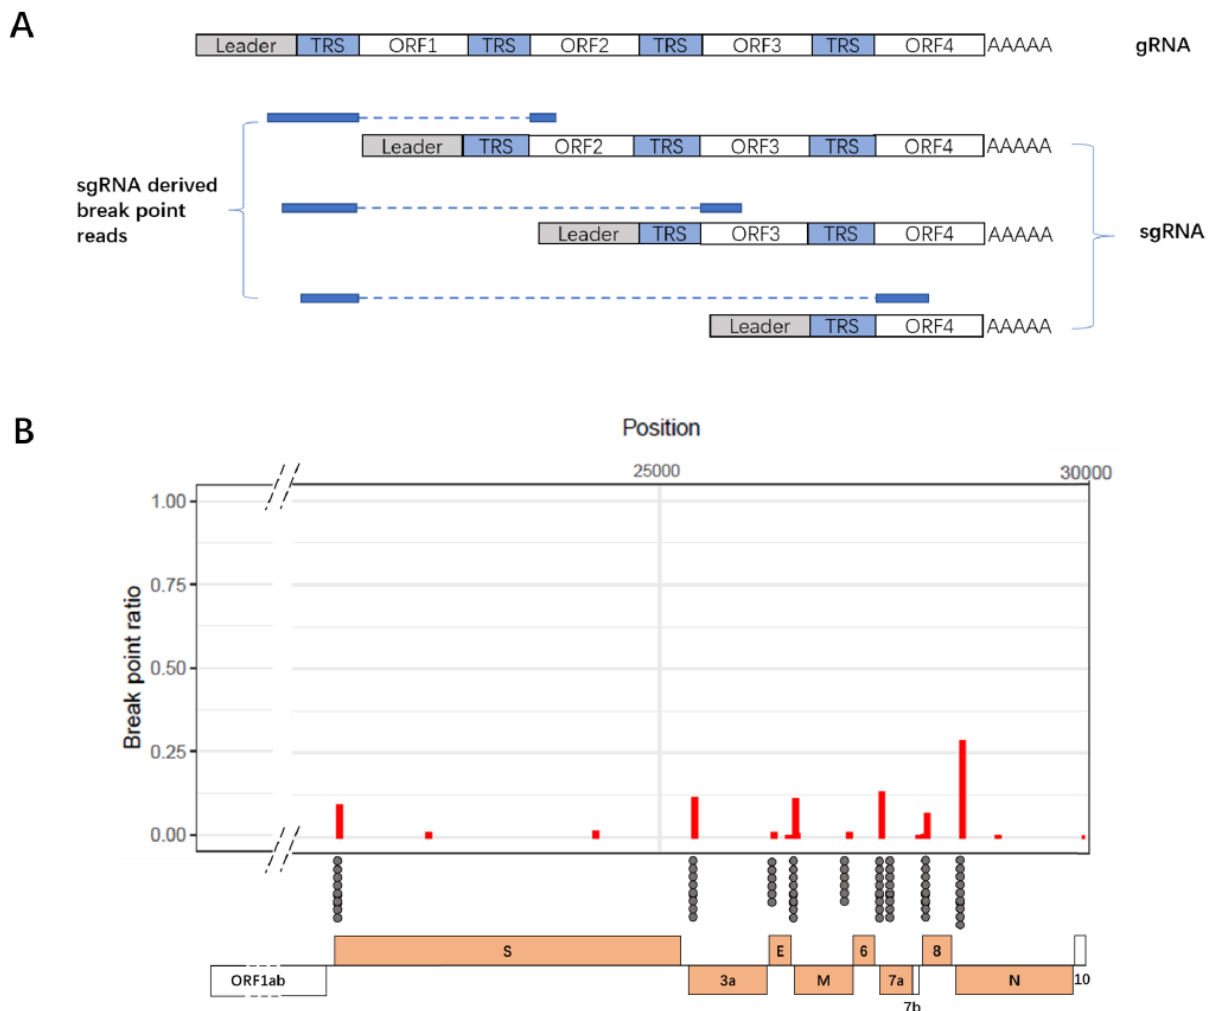 A
Leader TRS ORF1 TRS ORF2 TRS ORF3 TRS ORF4 AAAAA gRNA
Leader TRS ORF2 TRS ORF3 TRS ORF4 AAAAA
sgRNA derived
break point
reads
Leader TRS ORF3 TRS ORF4 AAAAA
sgRNA
Leader TRS ORF4 AAAAA
B
Position
25000 30000
1.00
0.75
0.50
0.25
0.00
Break point ratio
S E 6 8
ORF1ab 3a M 7a N 10
7b